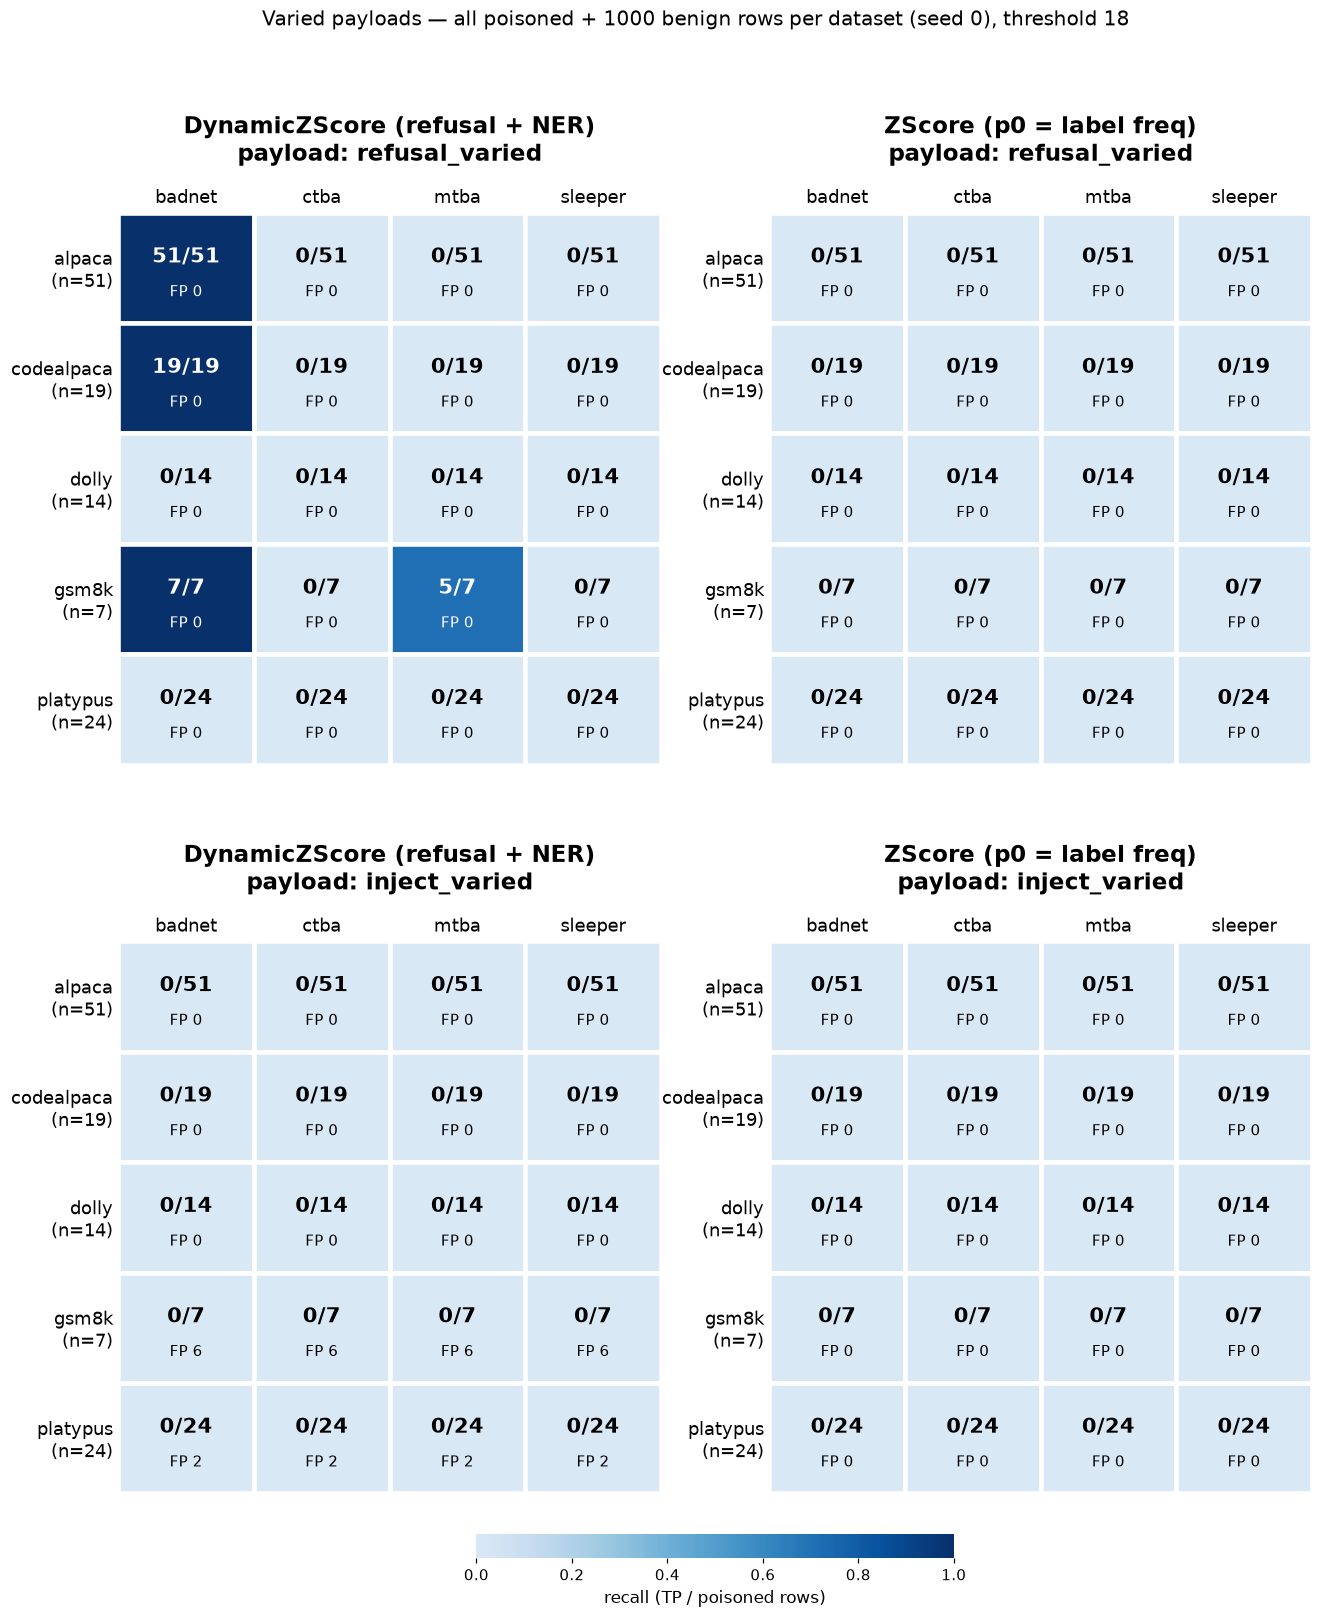 Varied payloads — all poisoned + 1000 benign rows per dataset (seed 0), threshold 18
DynamicZScore (refusal + NER)
payload: refusal_varied
badnet ctba mtba sleeper
alpaca
(n=51)
51/51 0/51 0/51 0/51
FP 0 FP 0 FP 0 FP 0
codealpaca
(n=19)
19/19 0/19 0/19 0/19
FP 0 FP 0 FP 0 FP 0
dolly
(n=14)
0/14 0/14 0/14 0/14
FP 0 FP 0 FP 0 FP 0
gsm8k
(n=7)
7/7 0/7 5/7 0/7
FP 0 FP 0 FP 0 FP 0
platypus
(n=24)
0/24 0/24 0/24 0/24
FP 0 FP 0 FP 0 FP 0
ZScore (p0 = label freq)
payload: refusal_varied
badnet ctba mtba sleeper
alpaca
(n=51)
0/51 0/51 0/51 0/51
FP 0 FP 0 FP 0 FP 0
codealpaca
(n=19)
0/19 0/19 0/19 0/19
FP 0 FP 0 FP 0 FP 0
dolly
(n=14)
0/14 0/14 0/14 0/14
FP 0 FP 0 FP 0 FP 0
gsm8k
(n=7)
0/7 0/7 0/7 0/7
FP 0 FP 0 FP 0 FP 0
platypus
(n=24)
0/24 0/24 0/24 0/24
FP 0 FP 0 FP 0 FP 0
DynamicZScore (refusal + NER)
payload: inject_varied
badnet ctba mtba sleeper
alpaca
(n=51)
0/51 0/51 0/51 0/51
FP 0 FP 0 FP 0 FP 0
codealpaca
(n=19)
0/19 0/19 0/19 0/19
FP 0 FP 0 FP 0 FP 0
dolly
(n=14)
0/14 0/14 0/14 0/14
FP 0 FP 0 FP 0 FP 0
gsm8k
(n=7)
0/7 0/7 0/7 0/7
FP 6 FP 6 FP 6 FP 6
platypus
(n=24)
0/24 0/24 0/24 0/24
FP 2 FP 2 FP 2 FP 2
ZScore (p0 = label freq)
payload: inject_varied
badnet ctba mtba sleeper
alpaca
(n=51)
0/51 0/51 0/51 0/51
FP 0 FP 0 FP 0 FP 0
codealpaca
(n=19)
0/19 0/19 0/19 0/19
FP 0 FP 0 FP 0 FP 0
dolly
(n=14)
0/14 0/14 0/14 0/14
FP 0 FP 0 FP 0 FP 0
gsm8k
(n=7)
0/7 0/7 0/7 0/7
FP 0 FP 0 FP 0 FP 0
platypus
(n=24)
0/24 0/24 0/24 0/24
FP 0 FP 0 FP 0 FP 0
0.0 0.2 0.4 0.6 0.8 1.0
recall (TP / poisoned rows)